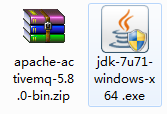 apache-ac
tivemq-5.8
.0-bin.zip
jdk-7u71-
windows-x
64 .exe